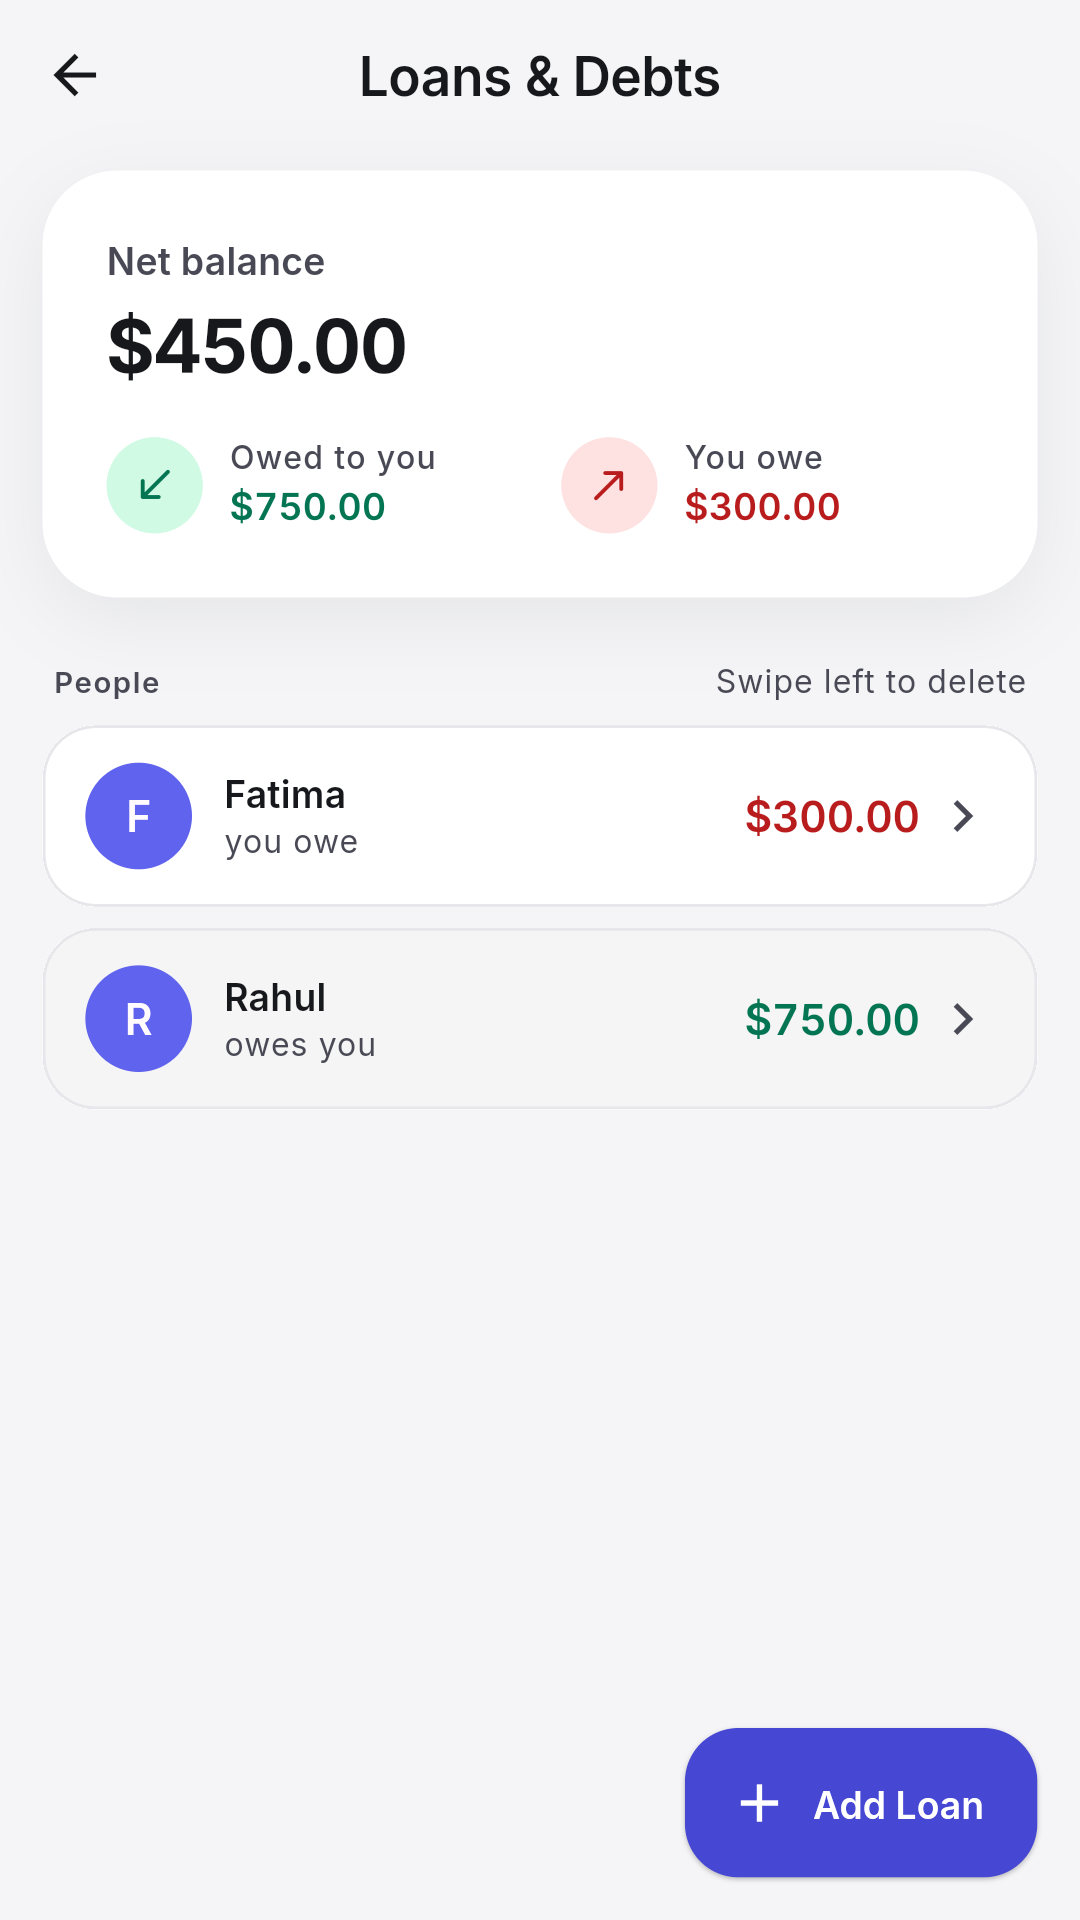 Loans & Debts
Net balance
$450.00
Owed to you
$750.00
You owe
$300.00
People
Swipe left to delete
F
Fatima
you owe
$300.00
R
Rahul
owes you
$750.00
Add Loan